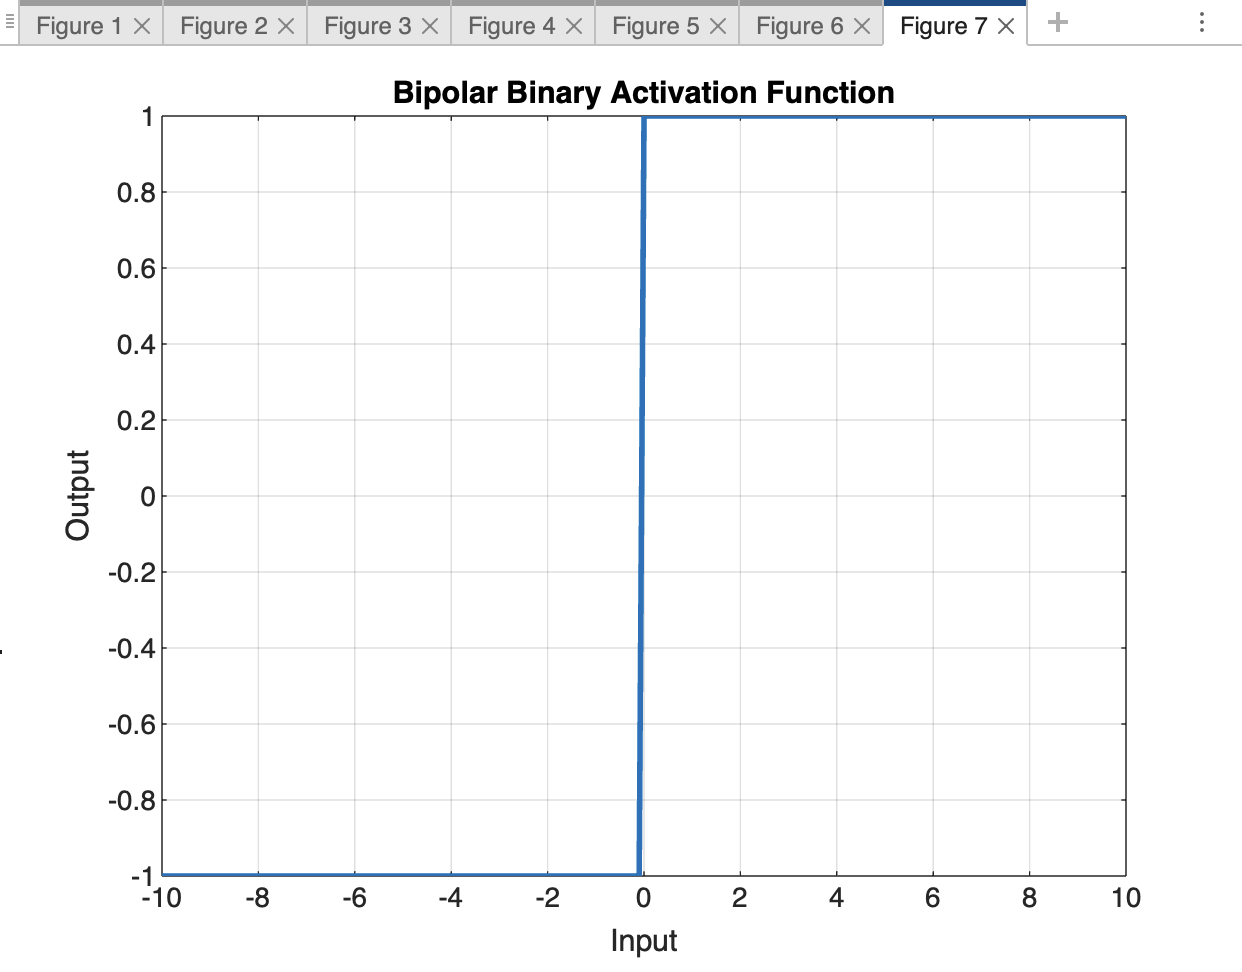 Figure 1 Figure 2 Figure 3 Figure 4 Figure 5 Figure 6 Figure 7
Bipolar Binary Activation Function
1
0.8
0.6
0.4
0.2
0
-0.2
-0.4
-0.6
-0.8
-1
Output
-10 -8 -6 -4 -2 0 2 4 6 8 10
Input